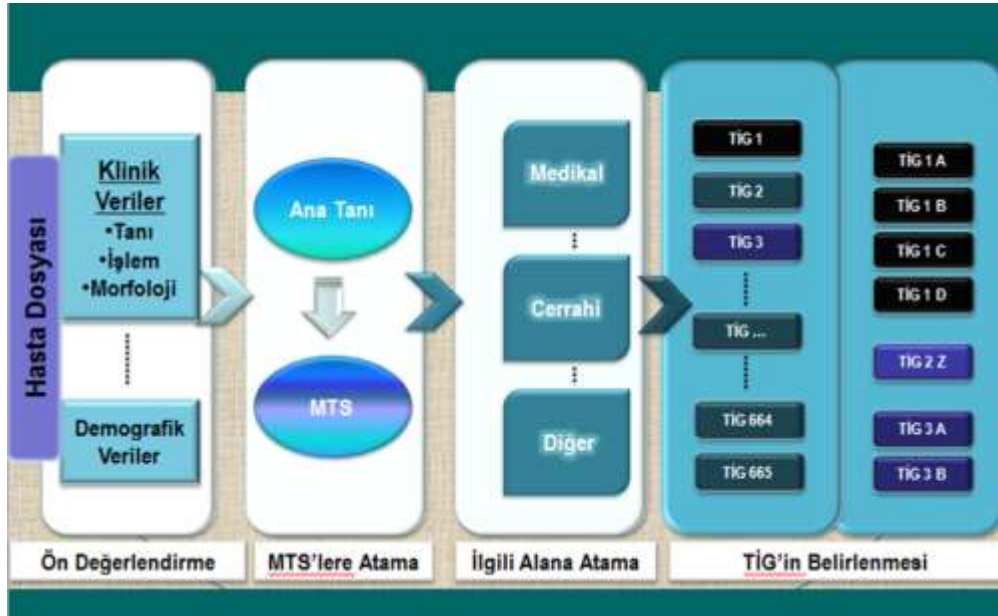 Hasta Dosyası
Klinik
Veriler
•Tanı
•İşlem
•Morfoloji
Demografik
Veriler
Ön Değerlendirme
Ana Tanı
MTS
MTS'lere Atama
Medikal
Cerrahi
Diğer
İlgili Alana Atama
TİG 1
TİG 2
TİG 3
TİG ...
TİG 664
TİG 665
TİG 1 A
TİG 1 B
TİG 1 C
TİG 1 D
TİG 2 Z
TİG 3 A
TİG 3 B
TİG'in Belirlenmesi